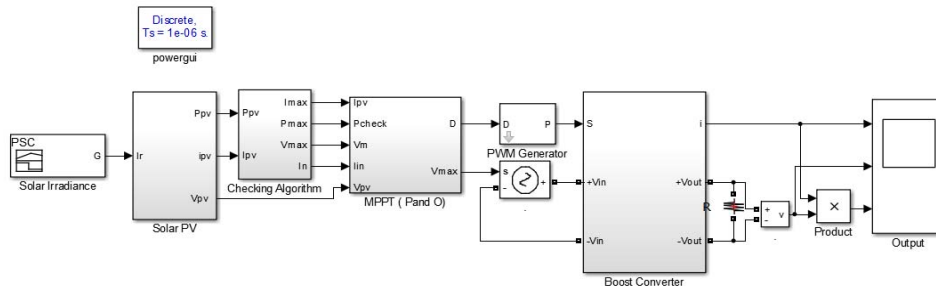 Discrete,
Ts = 1e-06 s.
powergui
PSC
G
Solar Irradiance
Ir
Ppv
ipv
Vpv
Solar PV
Ppv
Ipv
Imax
Pmax
Vmax
In
Checking Algorithm
Ipv
Pcheck
Vm
Iin
Vpv
D
Vmax
MPPT ( Pand O)
D
P
PWM Generator
s
-
+
.
S
+Vin
-Vin
i
+Vout
-Vout
Boost Converter
R
+
-
v
.
×
Product
Output